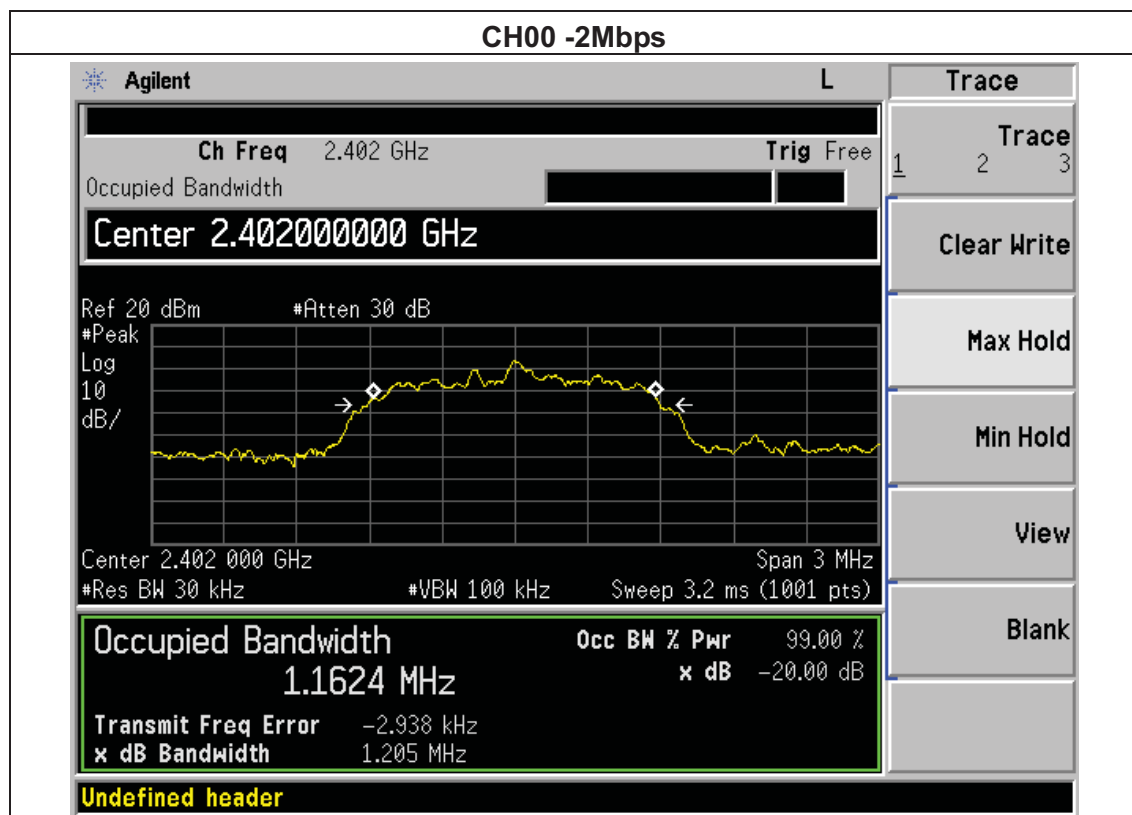 CH00 -2Mbps
Agilent L Trace
Ch Freq 2.402 GHz Trig Free
Trace
1 2 3
Occupied Bandwidth
Center 2.402000000 GHz
Clear Write
Ref 20 dBm #Atten 30 dB
#Peak
Log
10
dB/
Max Hold
Min Hold
View
Center 2.402 000 GHz Span 3 MHz
#Res BW 30 kHz #VBW 100 kHz Sweep 3.2 ms (1001 pts)
Blank
Occupied Bandwidth Occ BW % Pwr 99.00 %
1.1624 MHz x dB -20.00 dB
Transmit Freq Error -2.938 kHz
x dB Bandwidth 1.205 MHz
Undefined header